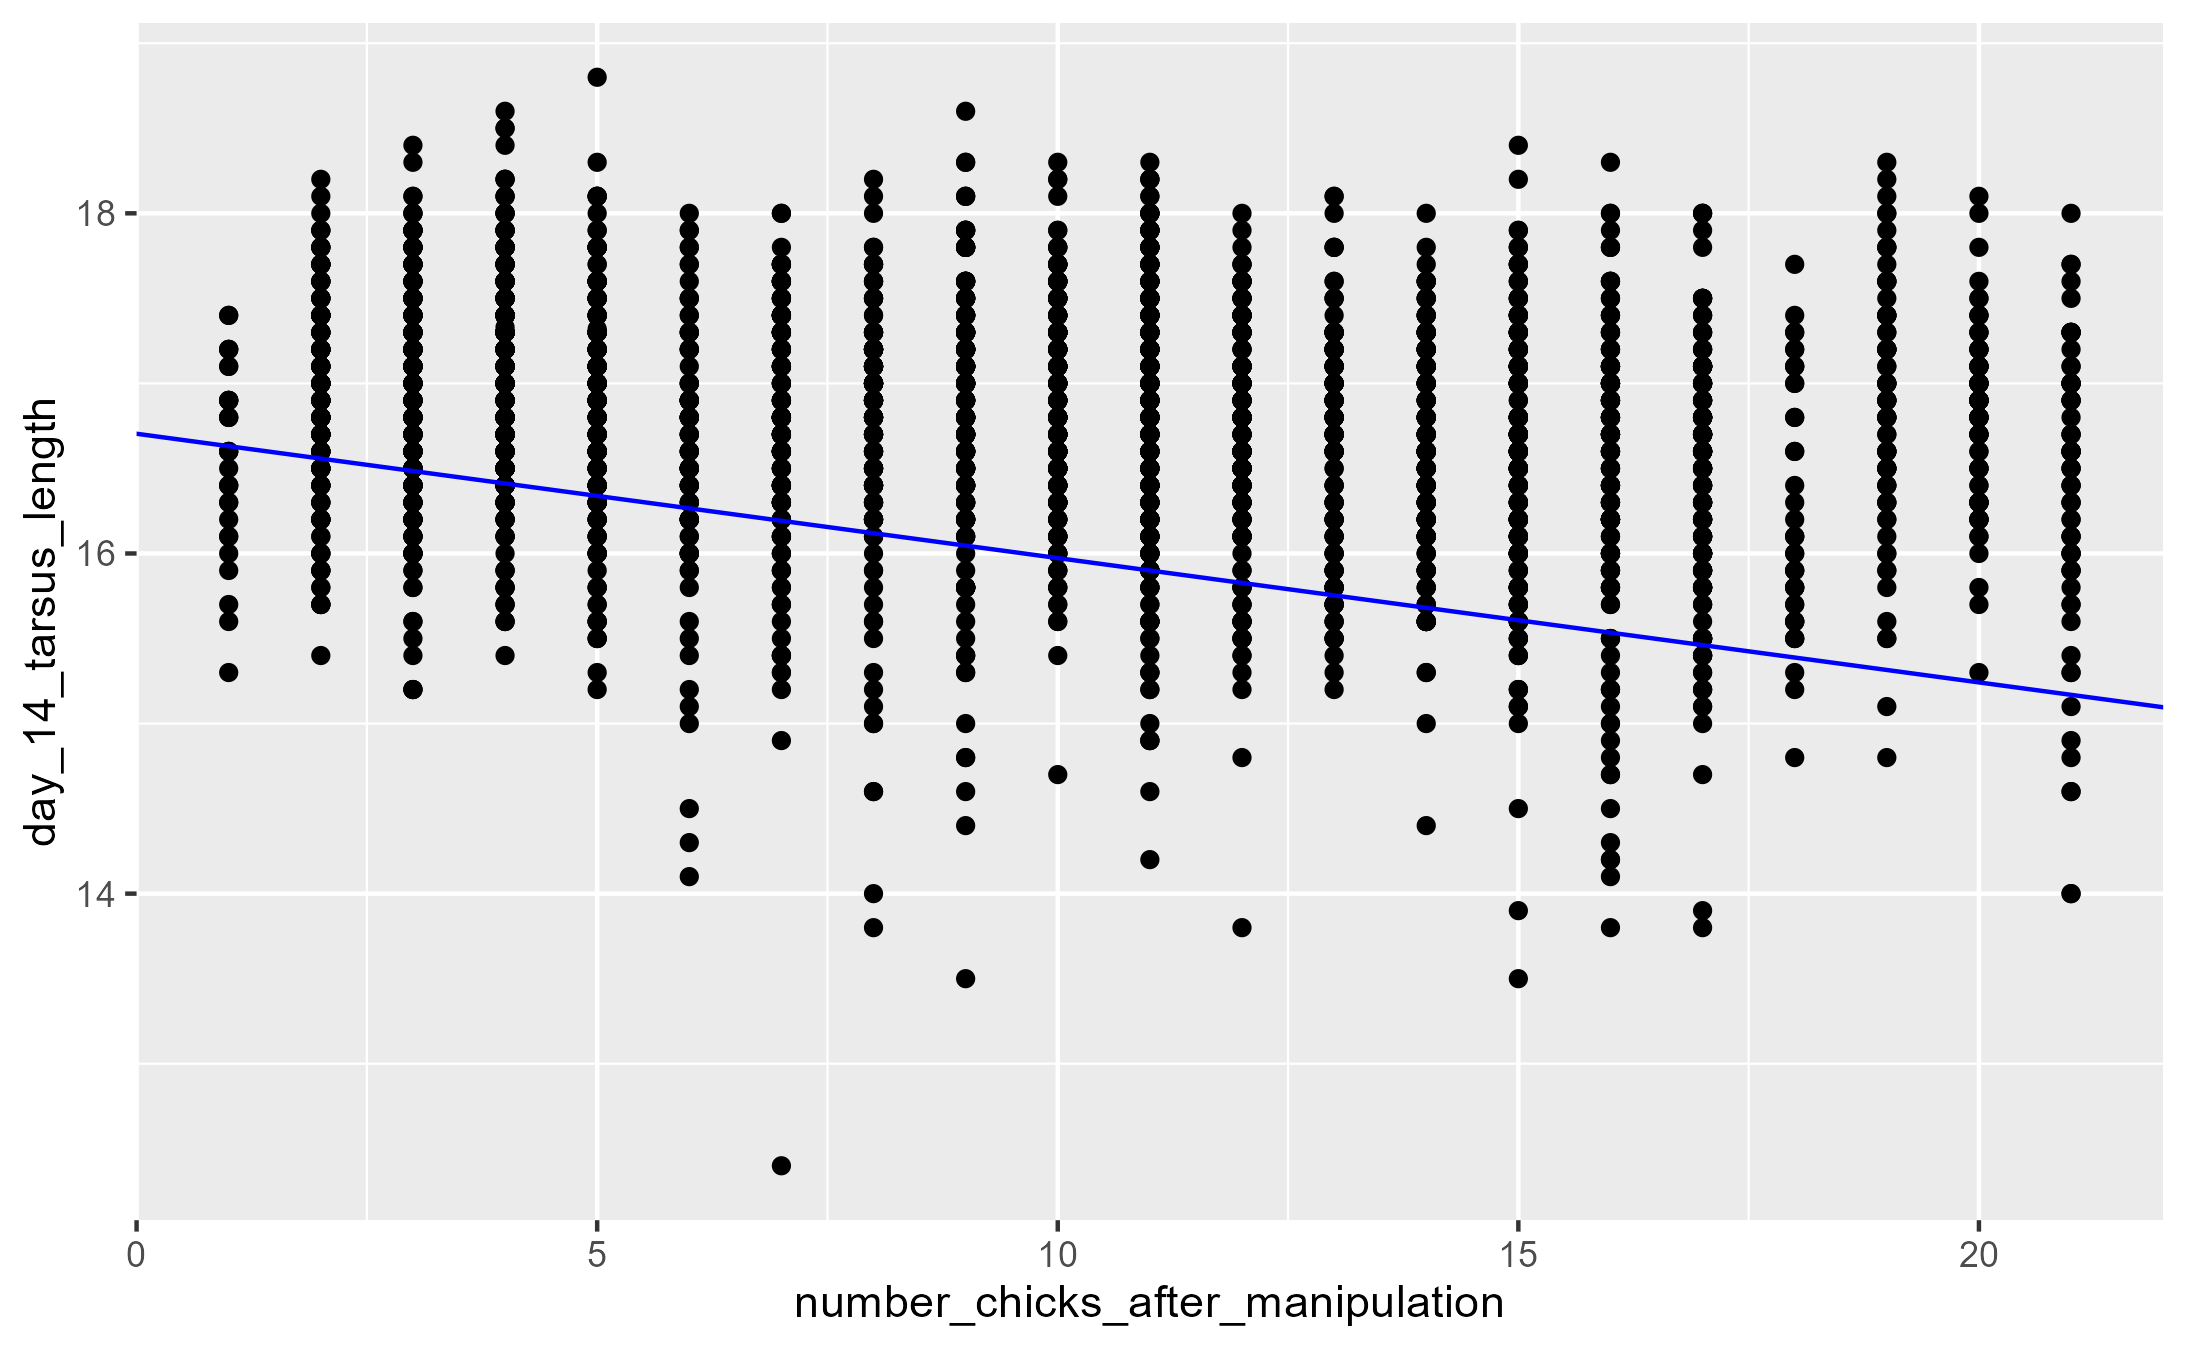 day_14_tarsus_length
18
16
14
0 5 10 15 20
number_chicks_after_manipulation